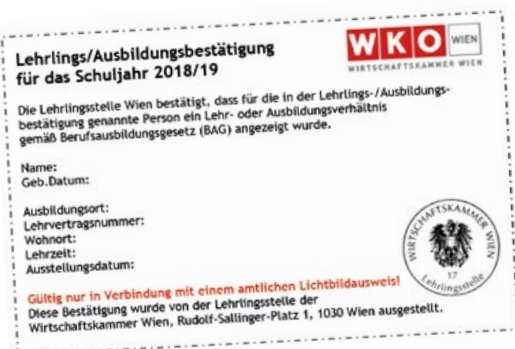 Lehrlings/Ausbildungsbestätigung
für das Schuljahr 2018/19
WKO WIEN
WIRTSCHAFTSKAMMER WIEN
Die Lehrlingsstelle Wien bestätigt, dass für die in der Lehrlings-/Ausbildungs-
bestätigung genannte Person ein Lehr- oder Ausbildungsverhältnis
gemäß Berufsausbildungsgesetz (BAG) angezeigt wurde.
Name:
Geb.Datum:
Ausbildungsort:
Lehrvertragsnummer:
Wohnort:
Lehrzeit:
Ausstellungsdatum:
WIRTSCHAFTSKAMMER WIEN
17
Lehrlingsstelle
Gültig nur in Verbindung mit einem amtlichen Lichtbildausweis!
Diese Bestätigung wurde von der Lehrlingsstelle der
Wirtschaftskammer Wien, Rudolf-Sallinger-Platz 1, 1030 Wien ausgestellt.